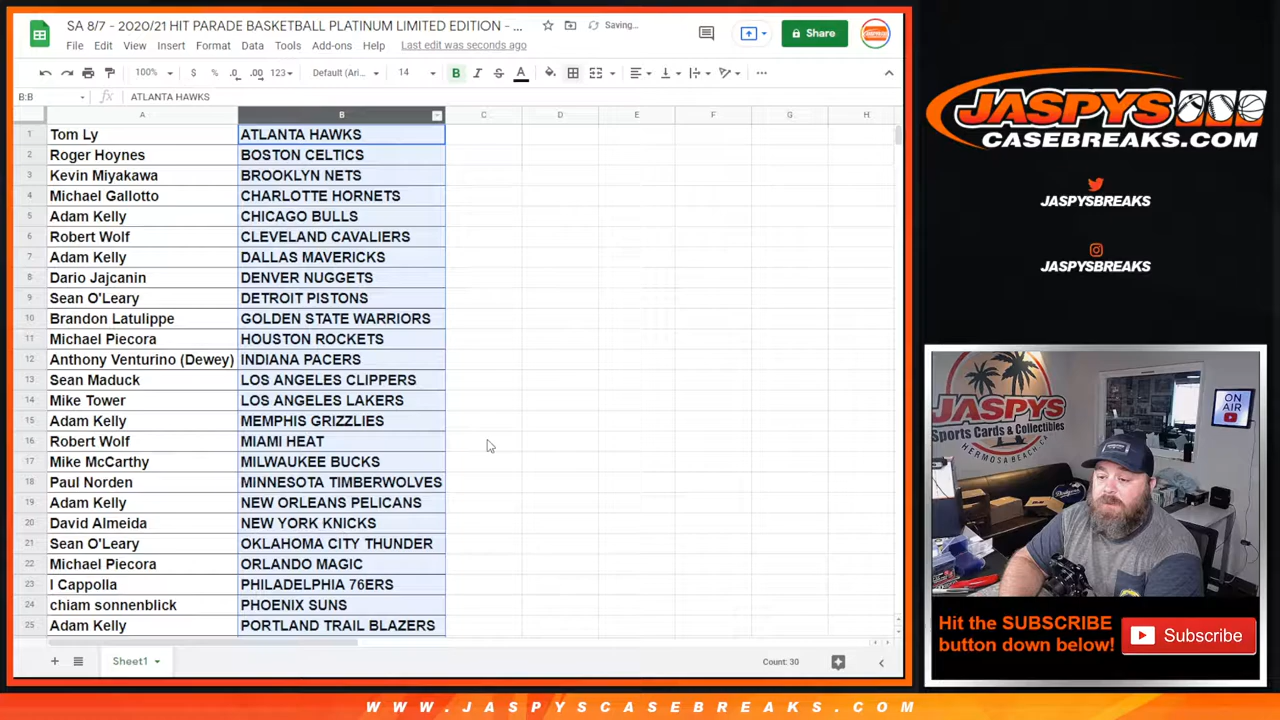 SA 8/7 - 2020/21 HIT PARADE BASKETBALL PLATINUM LIMITED EDITION - ...
Saving...
File Edit View Insert Format Data Tools Add-ons Help Last edit was seconds ago
Share
100% $ % .0 .00 123 Default (Ari... 14 B I S A
B:B fx ATLANTA HAWKS
A B C D E F G H
1 Tom Ly ATLANTA HAWKS
2 Roger Hoynes BOSTON CELTICS
3 Kevin Miyakawa BROOKLYN NETS
4 Michael Gallotto CHARLOTTE HORNETS
5 Adam Kelly CHICAGO BULLS
6 Robert Wolf CLEVELAND CAVALIERS
7 Adam Kelly DALLAS MAVERICKS
8 Dario Jajcanin DENVER NUGGETS
9 Sean O'Leary DETROIT PISTONS
10 Brandon Latulippe GOLDEN STATE WARRIORS
11 Michael Piecora HOUSTON ROCKETS
12 Anthony Venturino (Dewey) INDIANA PACERS
13 Sean Maduck LOS ANGELES CLIPPERS
14 Mike Tower LOS ANGELES LAKERS
15 Adam Kelly MEMPHIS GRIZZLIES
16 Robert Wolf MIAMI HEAT
17 Mike McCarthy MILWAUKEE BUCKS
18 Paul Norden MINNESOTA TIMBERWOLVES
19 Adam Kelly NEW ORLEANS PELICANS
20 David Almeida NEW YORK KNICKS
21 Sean O'Leary OKLAHOMA CITY THUNDER
22 Michael Piecora ORLANDO MAGIC
23 I Cappolla PHILADELPHIA 76ERS
24 chiam sonnenblick PHOENIX SUNS
25 Adam Kelly PORTLAND TRAIL BLAZERS
Sheet1
Count: 30
JASPYS
CASEBREAKS.COM
JASPYSBREAKS
JASPYSBREAKS
JASPYS
Sports Cards & Collectibles
HERMOSA BEACH, CA
ON AIR
Hit the SUBSCRIBE
button down below!
Subscribe
WWW.JASPYSCASEBREAKS.COM